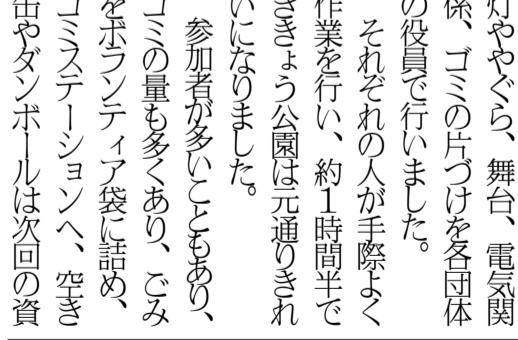 灯ややぐら、舞台、電気関
係、ゴミの片づけを各団体
の役員で行いました。
それぞれの人が手際よく
作業を行い、約1時間半で
ききょう公園は元通りきれ
いになりました。
参加者が多いこともあり、
ゴミの量も多くあり、ごみ
をボランティア袋に詰め、
ゴミステーションへ、空き
缶やダンボールは次回の資